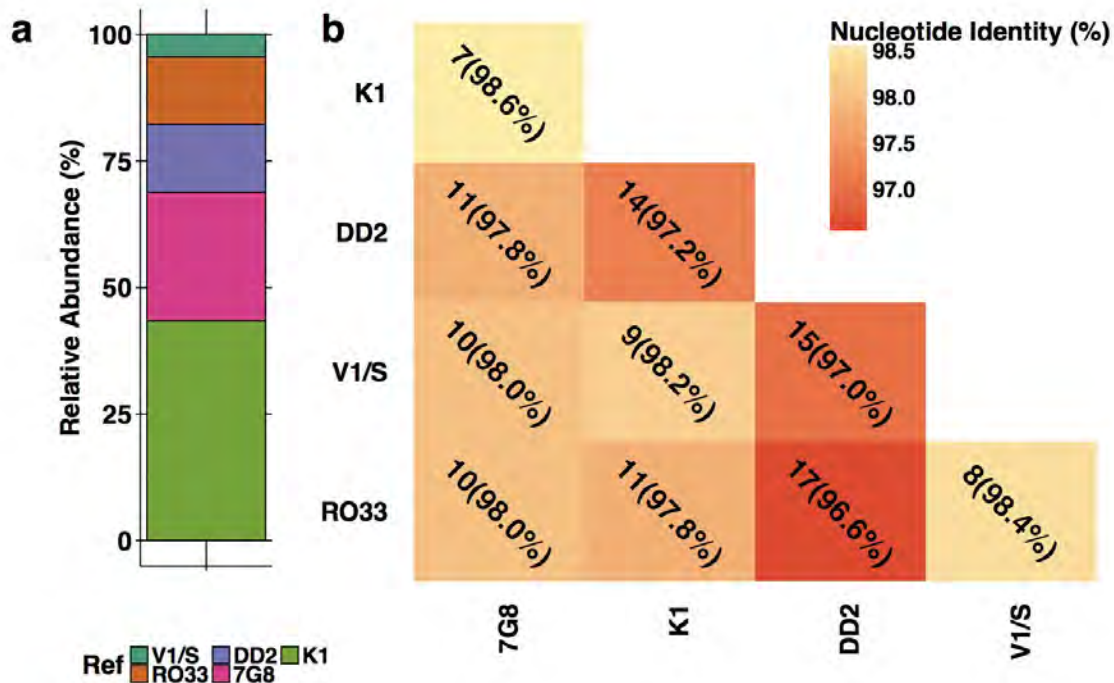 a
100
75
50
25
0
Relative Abundance (%)
Ref
V1/S DD2 K1
RO33 7G8
b
Nucleotide Identity (%)
98.5
98.0
97.5
97.0
K1 7(98.6%)
DD2 11(97.8%) 14(97.2%)
V1/S 10(98.0%) 9(98.2%) 15(97.0%)
RO33 10(98.0%) 11(97.8%) 17(96.6%) 8(98.4%)
7G8 K1 DD2 V1/S